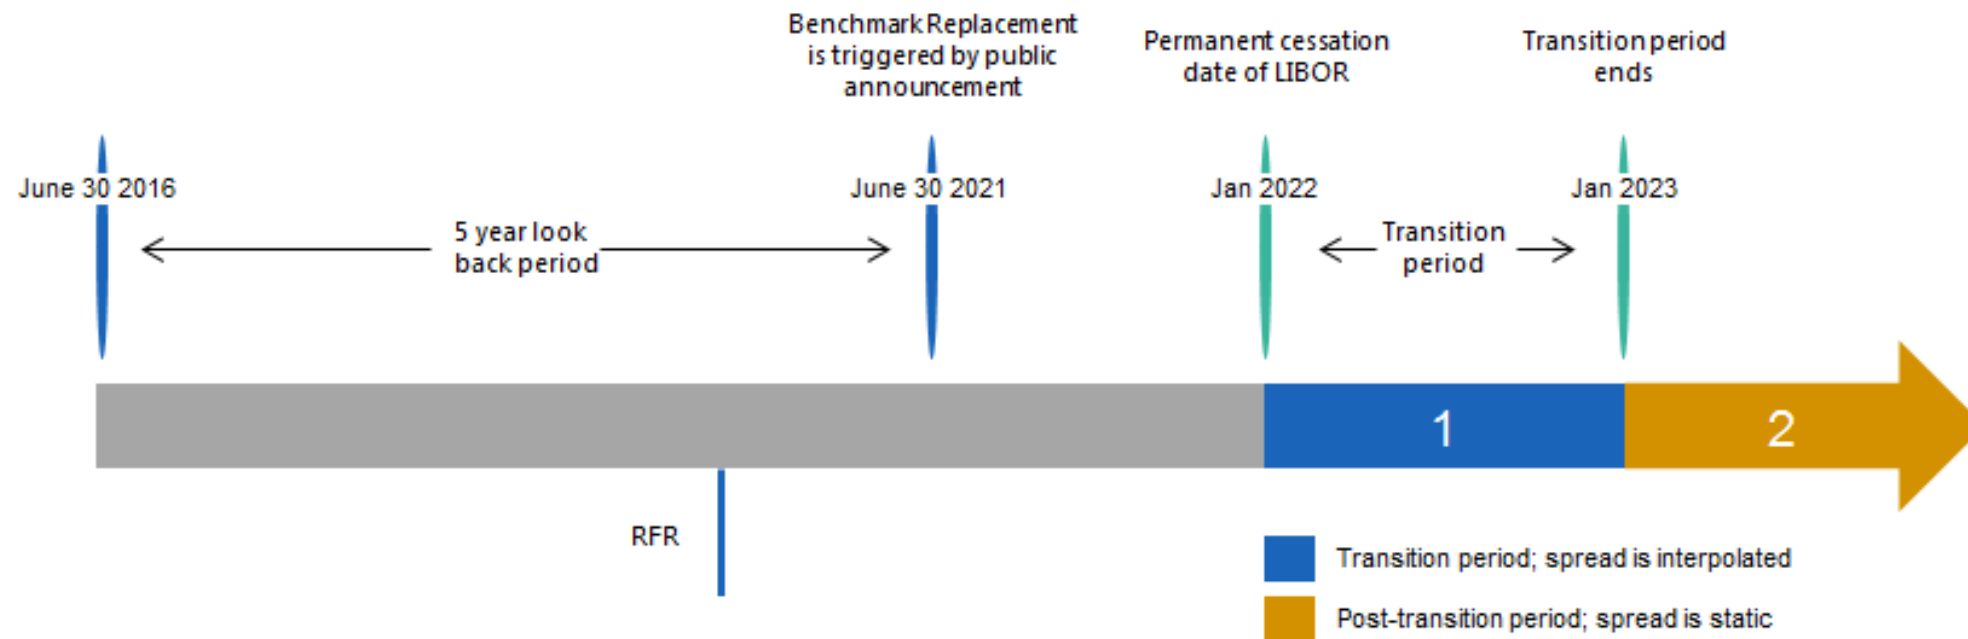 Benchmark Replacement
is triggered by public
announcement
Permanent cessation
date of LIBOR
Transition period
ends
June 30 2016
June 30 2021
Jan 2022
Jan 2023
5 year look
back period
Transition
period
1
2
RFR
Transition period; spread is interpolated
Post-transition period; spread is static